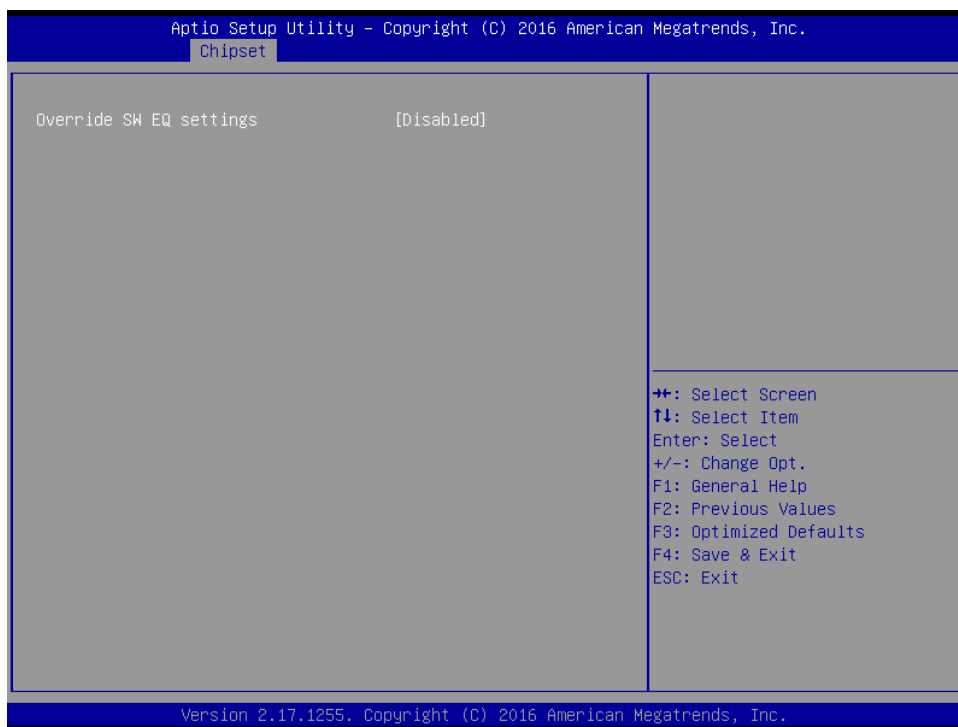 Aptio Setup Utility – Copyright (C) 2016 American Megatrends, Inc.
Chipset
Override SW EQ settings [Disabled]
→←: Select Screen
↑↓: Select Item
Enter: Select
+/-: Change Opt.
F1: General Help
F2: Previous Values
F3: Optimized Defaults
F4: Save & Exit
ESC: Exit
Version 2.17.1255. Copyright (C) 2016 American Megatrends, Inc.